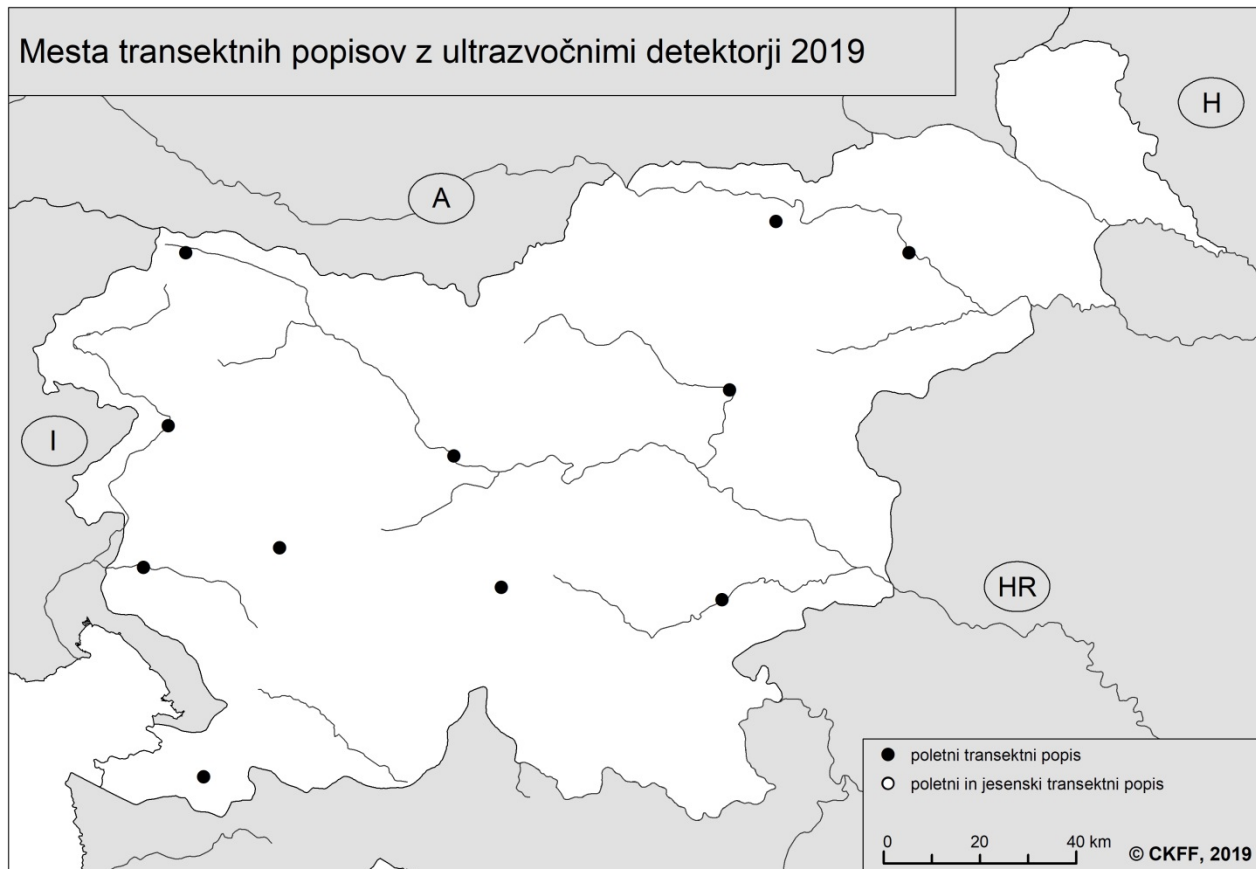 Mesta transektnih popisov z ultrazvočnimi detektorji 2019
H
A
I
HR
poletni transektni popis
poletni in jesenski transektni popis
0 20 40 km
© CKFF, 2019